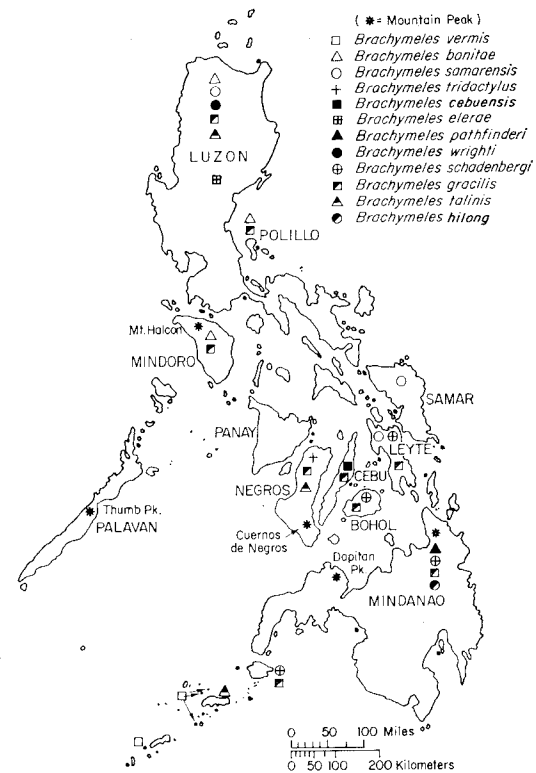 ( ✷ = Mountain Peak )
Brachymeles vermis
Brachymeles bonitae
Brachymeles samarensis
Brachymeles tridactylus
Brachymeles cebuensis
Brachymeles elerae
Brachymeles pathfinderi
Brachymeles wrighti
Brachymeles schadenbergi
Brachymeles gracilis
Brachymeles talinis
Brachymeles hilong
LUZON
POLILLO
Mt. Halcon
MINDORO
SAMAR
PANAY
LEYTE
CEBU
NEGROS
Thumb Pk.
PALAVAN
BOHOL
Cuernos
de Negros
Dapitan
Pk
MINDANAO
0 50 100 Miles
0 50 100 200 Kilometers